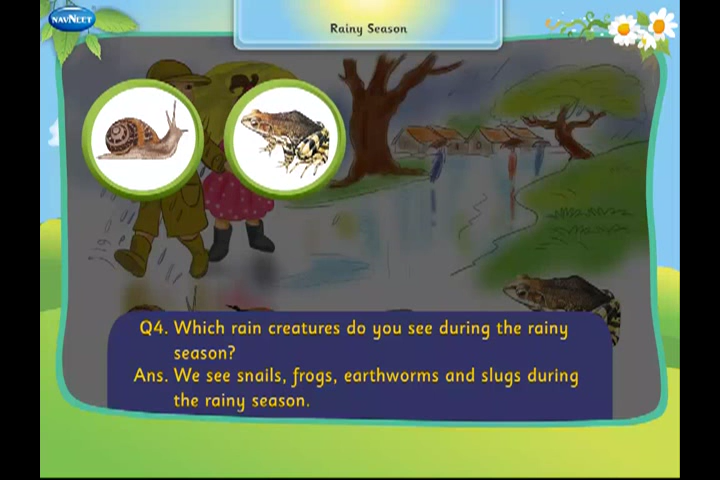 NAVNEET
Rainy Season
Q4. Which rain creatures do you see during the rainy
season?
Ans. We see snails, frogs, earthworms and slugs during
the rainy season.